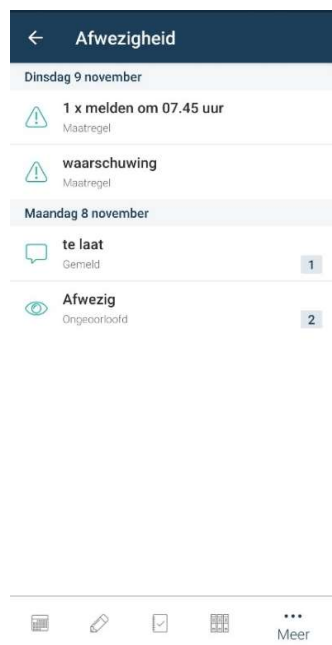 Afwezigheid
Dinsdag 9 november
1 x melden om 07.45 uur
Maatregel
waarschuwing
Maatregel
Maandag 8 november
te laat
Gemeld
1
Afwezig
Ongeoorloofd
2
Meer